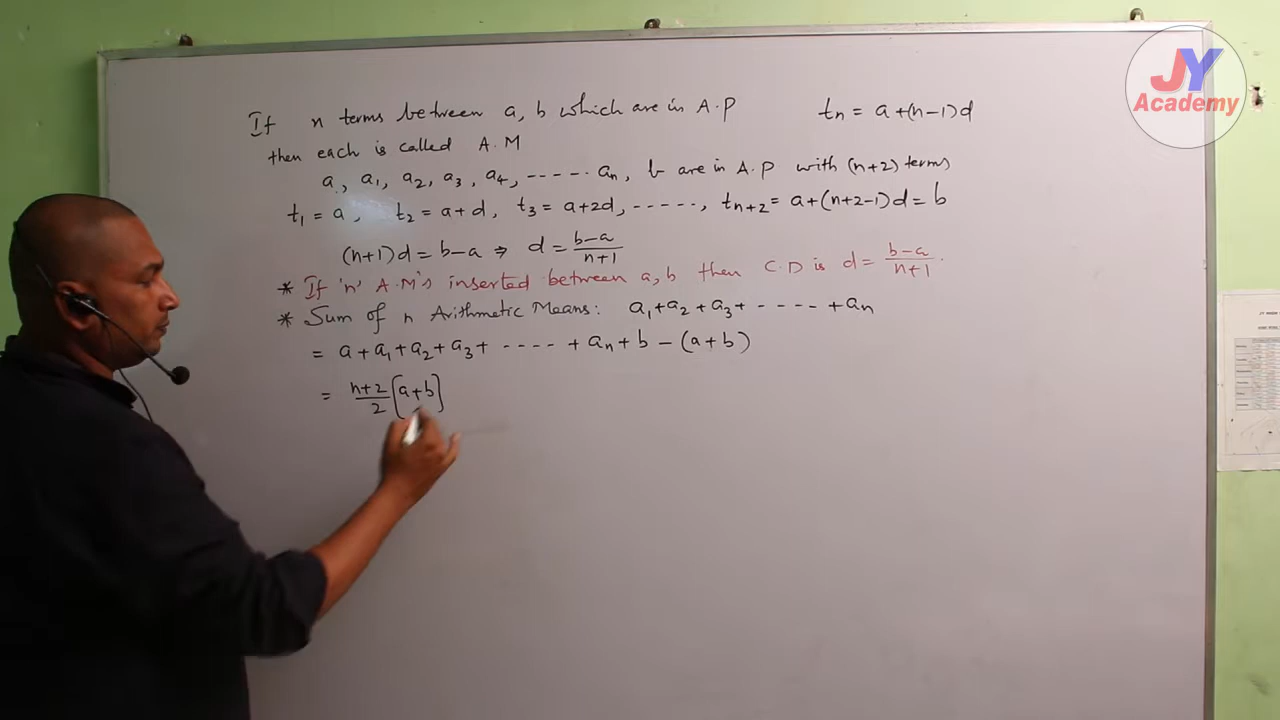 JY
Academy
If n terms between a, b which are in A.P tn = a+(n-1)d
then each is called A.M
a, a₁, a₂, a₃, a₄, ------ aₙ, b are in A.P with (n+2) terms
t₁ = a, t₂ = a+d, t₃ = a+2d, ------, tₙ₊₂ = a+(n+2-1)d = b
(n+1)d = b-a ⇒ d = (b-a)/(n+1)
* If 'n' A.M's inserted between a, b then C.D is d = (b-a)/(n+1).
* Sum of n Arithmetic Means: a₁+a₂+a₃+ ----- +aₙ
= a+a₁+a₂+a₃+ ----- +aₙ+b-(a+b)
= (n+2)/2 [a+b]